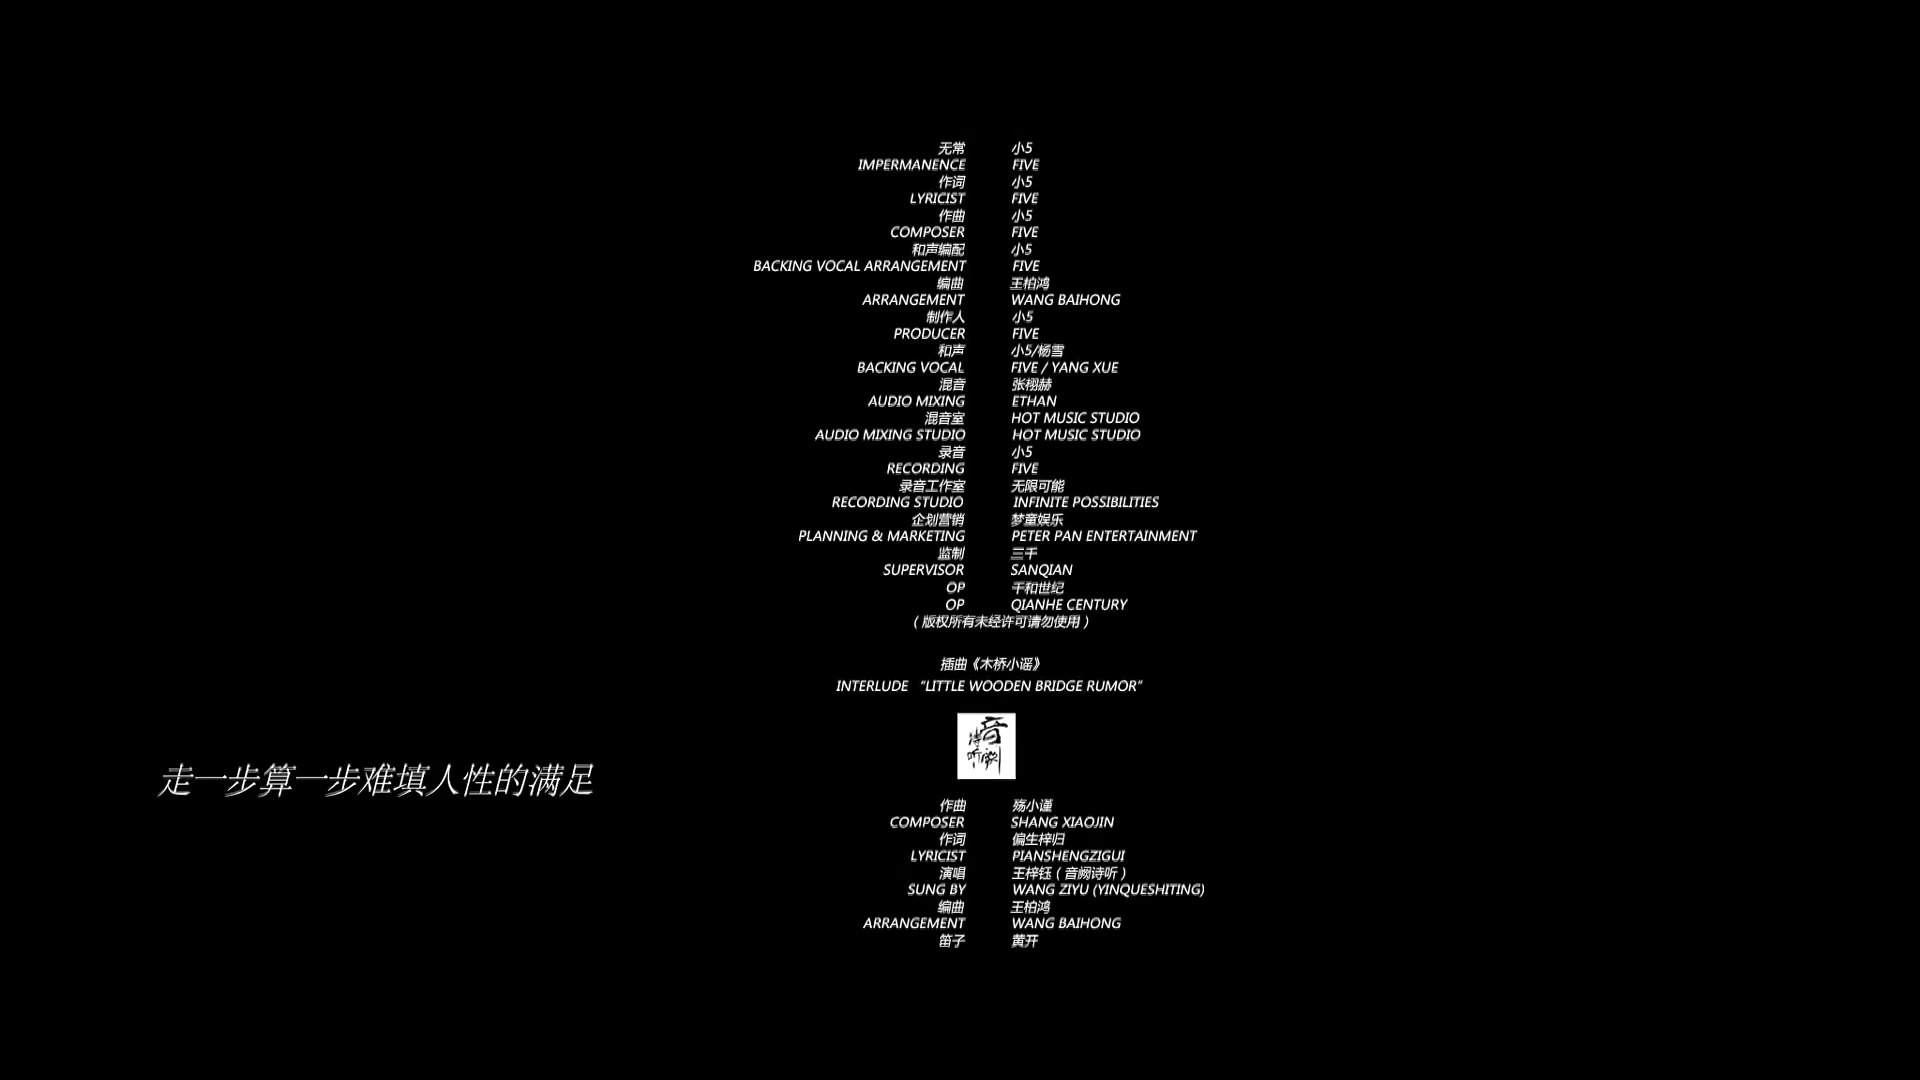 无常 小5
IMPERMANENCE FIVE
作词 小5
LYRICIST FIVE
作曲 小5
COMPOSER FIVE
和声编配 小5
BACKING VOCAL ARRANGEMENT FIVE
编曲 王柏鸿
ARRANGEMENT WANG BAIHONG
制作人 小5
PRODUCER FIVE
和声 小5/杨雪
BACKING VOCAL FIVE / YANG XUE
混音 张栩赫
AUDIO MIXING ETHAN
混音室 HOT MUSIC STUDIO
AUDIO MIXING STUDIO HOT MUSIC STUDIO
录音 小5
RECORDING FIVE
录音工作室 无限可能
RECORDING STUDIO INFINITE POSSIBILITIES
企划营销 梦童娱乐
PLANNING & MARKETING PETER PAN ENTERTAINMENT
监制 三千
SUPERVISOR SANQIAN
OP 千和世纪
OP QIANHE CENTURY
（版权所有未经许可请勿使用）
插曲《木桥小谣》
INTERLUDE “LITTLE WOODEN BRIDGE RUMOR”
音阙诗听
走一步算一步难填人性的满足
作曲 殇小谨
COMPOSER SHANG XIAOJIN
作词 偏生梓归
LYRICIST PIANSHENGZIGUI
演唱 王梓钰（音阙诗听）
SUNG BY WANG ZIYU (YINQUESHITING)
编曲 王柏鸿
ARRANGEMENT WANG BAIHONG
笛子 黄开